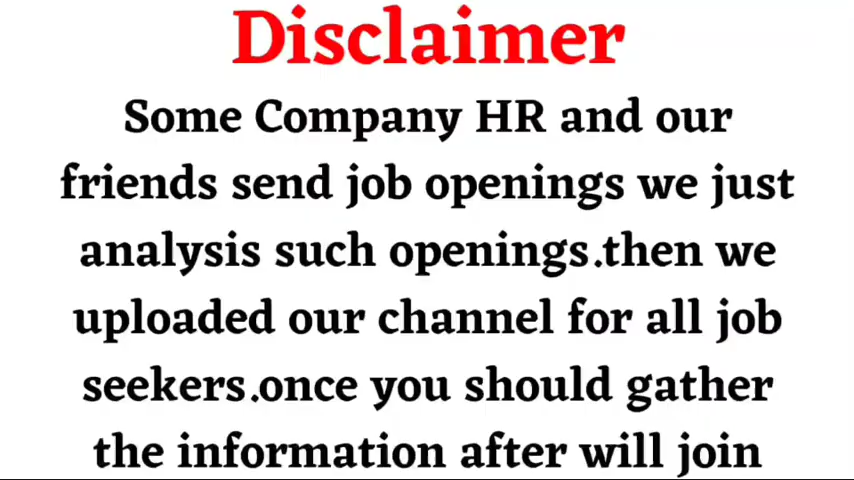 Disclaimer
Some Company HR and our
friends send job openings we just
analysis such openings.then we
uploaded our channel for all job
seekers.once you should gather
the information after will join